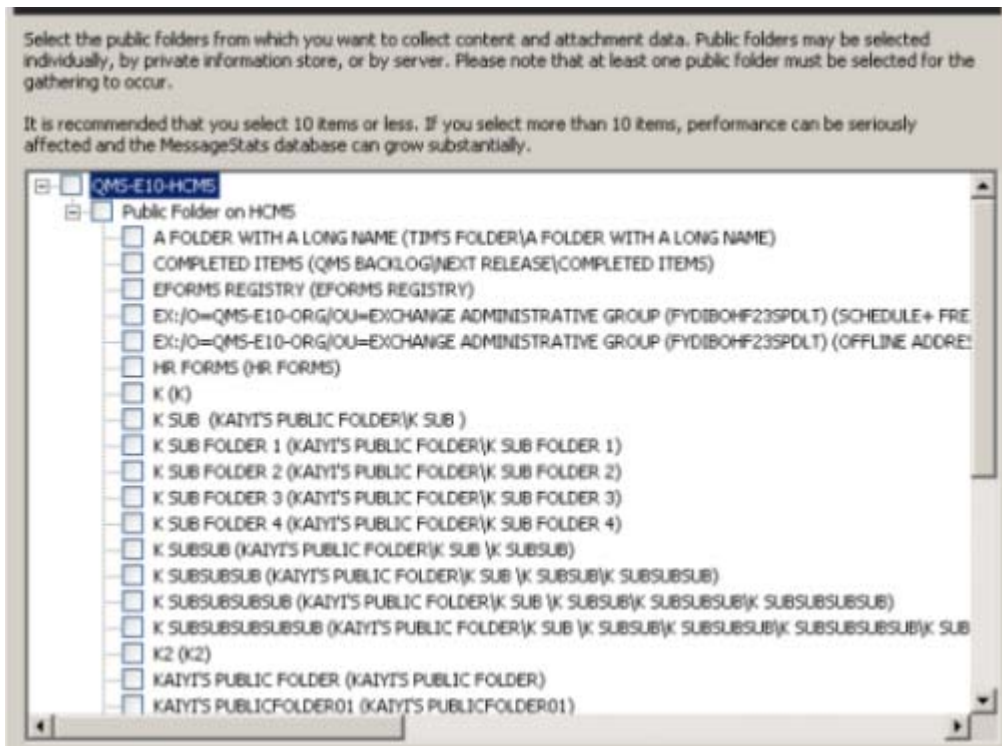 Select the public folders from which you want to collect content and attachment data. Public folders may be selected
individually, by private information store, or by server. Please note that at least one public folder must be selected for the
gathering to occur.
It is recommended that you select 10 items or less. If you select more than 10 items, performance can be seriously
affected and the MessageStats database can grow substantially.
QMS-E10-HCM5
Public Folder on HCM5
A FOLDER WITH A LONG NAME (TIM'S FOLDER\A FOLDER WITH A LONG NAME)
COMPLETED ITEMS (QMS BACKLOG\NEXT RELEASE\COMPLETED ITEMS)
EFORMS REGISTRY (EFORMS REGISTRY)
EX:/O=QMS-E10-ORG/OU=EXCHANGE ADMINISTRATIVE GROUP (FYDIBOHF23SPDLT) (SCHEDULE+ FRE
EX:/O=QMS-E10-ORG/OU=EXCHANGE ADMINISTRATIVE GROUP (FYDIBOHF23SPDLT) (OFFLINE ADDRE
HR FORMS (HR FORMS)
K (K)
K SUB (KAIYI'S PUBLIC FOLDER\K SUB )
K SUB FOLDER 1 (KAIYI'S PUBLIC FOLDER\K SUB FOLDER 1)
K SUB FOLDER 2 (KAIYI'S PUBLIC FOLDER\K SUB FOLDER 2)
K SUB FOLDER 3 (KAIYI'S PUBLIC FOLDER\K SUB FOLDER 3)
K SUB FOLDER 4 (KAIYI'S PUBLIC FOLDER\K SUB FOLDER 4)
K SUBSUB (KAIYI'S PUBLIC FOLDER\K SUB \K SUBSUB)
K SUBSUBSUB (KAIYI'S PUBLIC FOLDER\K SUB \K SUBSUB\K SUBSUBSUB)
K SUBSUBSUBSUB (KAIYI'S PUBLIC FOLDER\K SUB \K SUBSUB\K SUBSUBSUB\K SUBSUBSUBSUB)
K SUBSUBSUBSUBSUB (KAIYI'S PUBLIC FOLDER\K SUB \K SUBSUB\K SUBSUBSUB\K SUBSUBSUBSUB\K SUB
K2 (K2)
KAIYI'S PUBLIC FOLDER (KAIYI'S PUBLIC FOLDER)
KAIYI'S PUBLICFOLDER01 (KAIYI'S PUBLICFOLDER01)